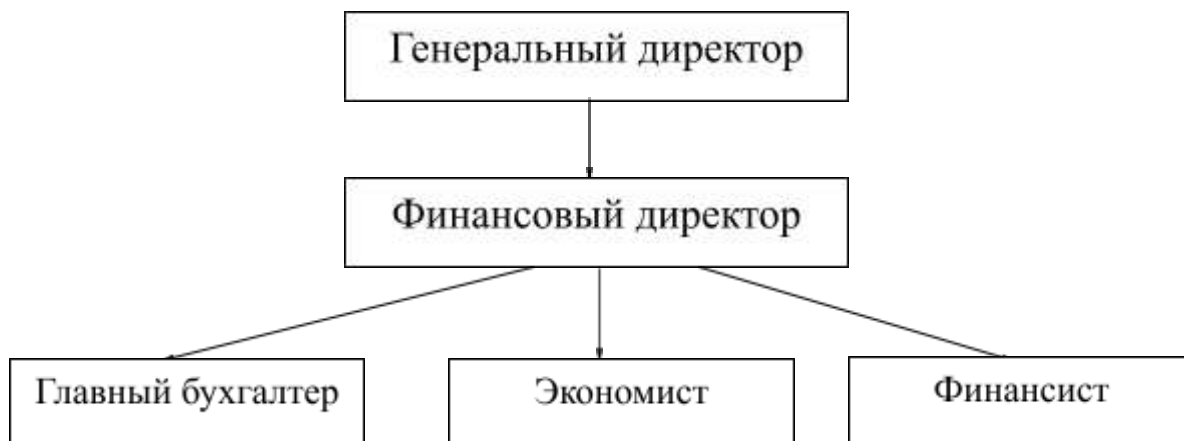 Генеральный директор
Финансовый директор
Главный бухгалтер
Экономист
Финансист